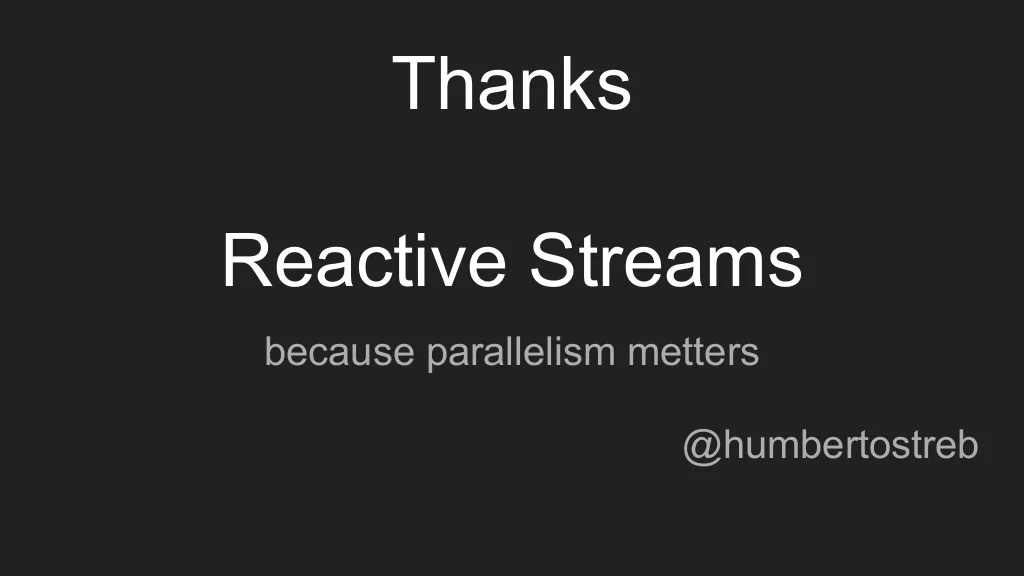 Thanks
Reactive Streams
because parallelism metters
@humbertostreb